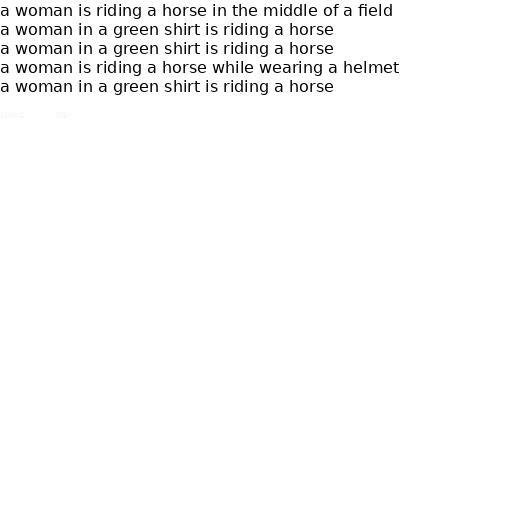 a woman is riding a horse in the middle of a field
a woman in a green shirt is riding a horse
a woman in a green shirt is riding a horse
a woman is riding a horse while wearing a helmet
a woman in a green shirt is riding a horse